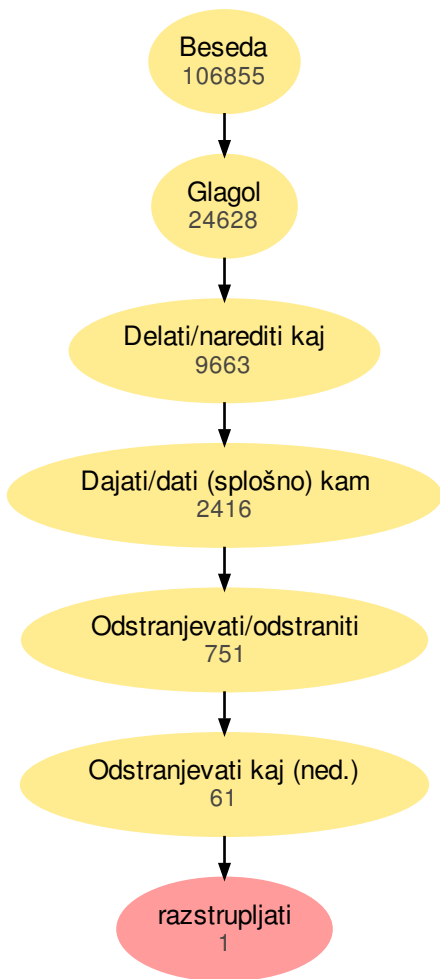 Beseda
106855
Glagol
24628
Delati/narediti kaj
9663
Dajati/dati (splošno) kam
2416
Odstranjevati/odstraniti
751
Odstranjevati kaj (ned.)
61
razstrupljati
1